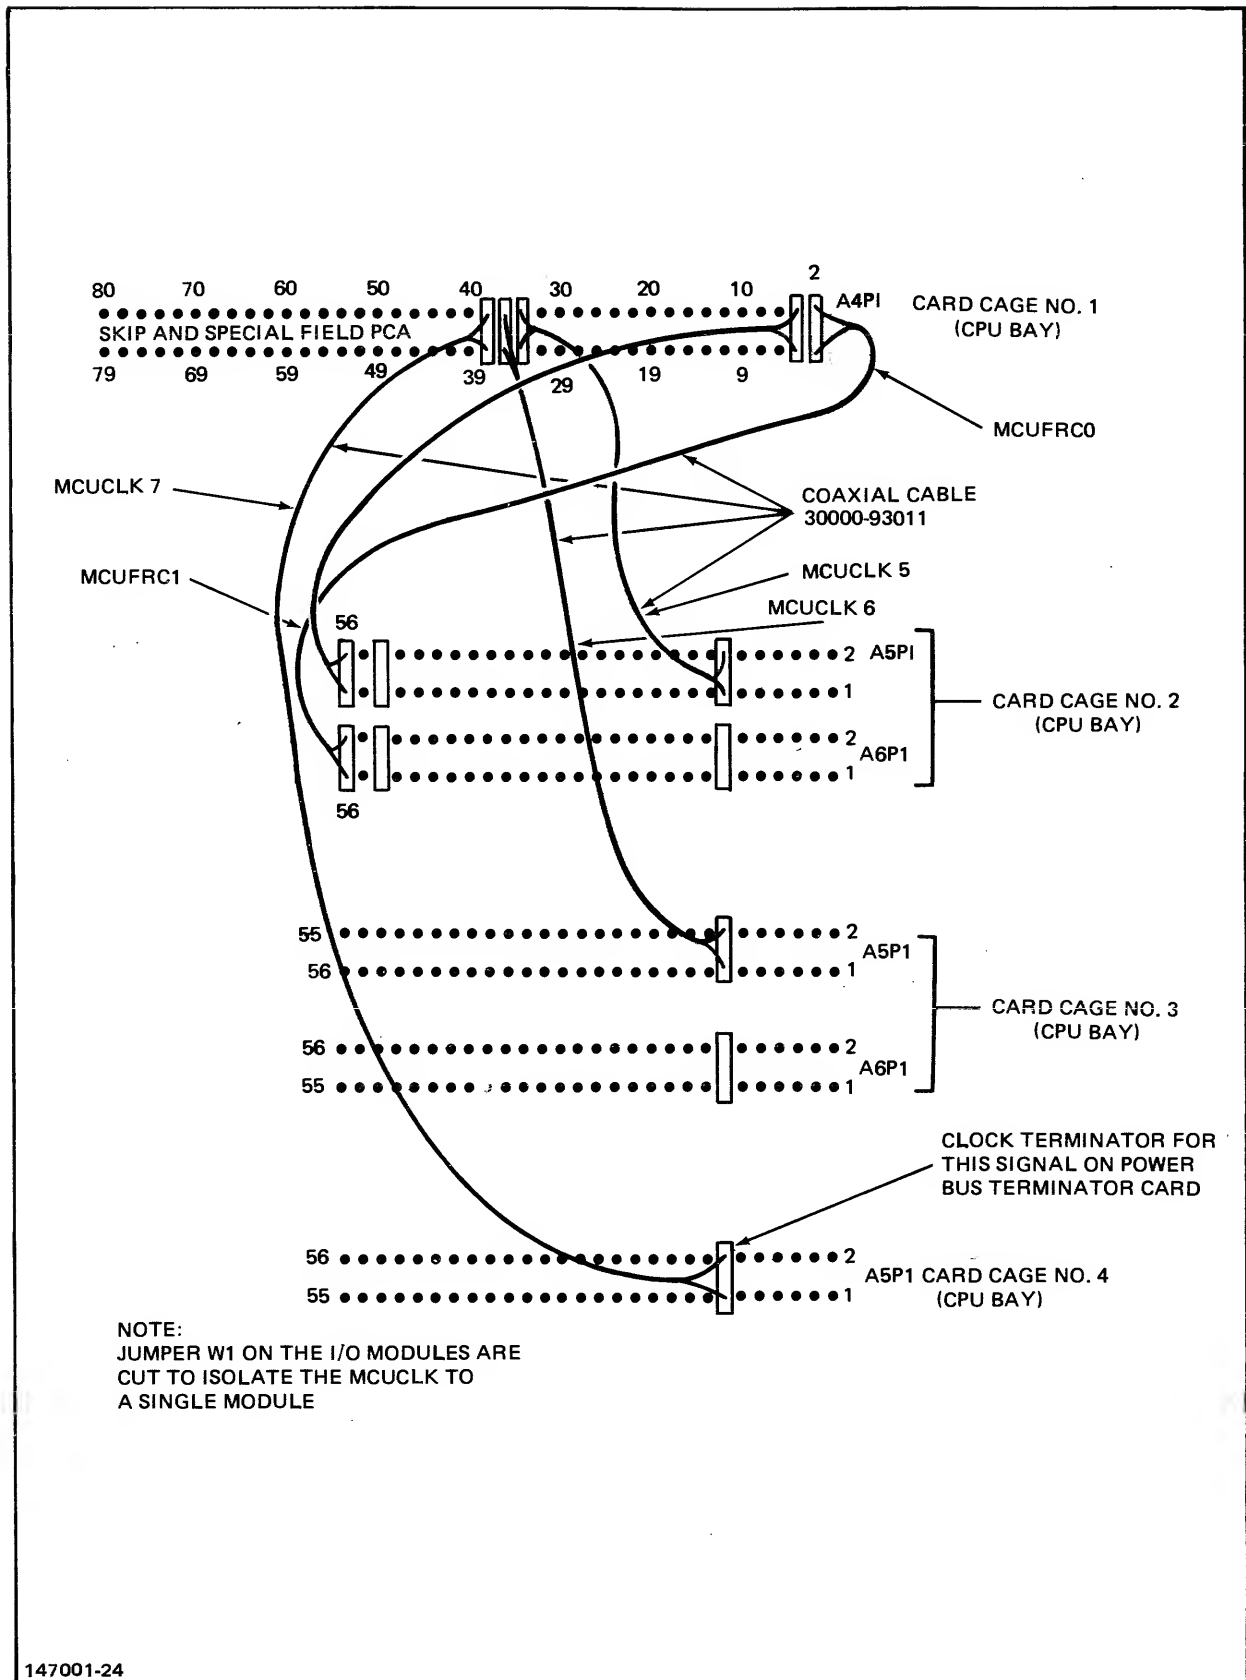 2
80 70 60 50 40 30 20 10 A4PI CARD CAGE NO. 1
(CPU BAY)
SKIP AND SPECIAL FIELD PCA
79 69 59 49 39 29 19 9
MCUFRC0
MCUCLK 7
COAXIAL CABLE
30000-93011
MCUFRC1
MCUCLK 5
MCUCLK 6
56
2 A5PI
1
CARD CAGE NO. 2
(CPU BAY)
2
A6P1
1
56
55 2
A5P1
56 1
CARD CAGE NO. 3
(CPU BAY)
56 2
A6P1
55 1
CLOCK TERMINATOR FOR
THIS SIGNAL ON POWER
BUS TERMINATOR CARD
56 2
A5P1 CARD CAGE NO. 4
(CPU BAY)
55 1
NOTE:
JUMPER W1 ON THE I/O MODULES ARE
CUT TO ISOLATE THE MCUCLK TO
A SINGLE MODULE
147001-24